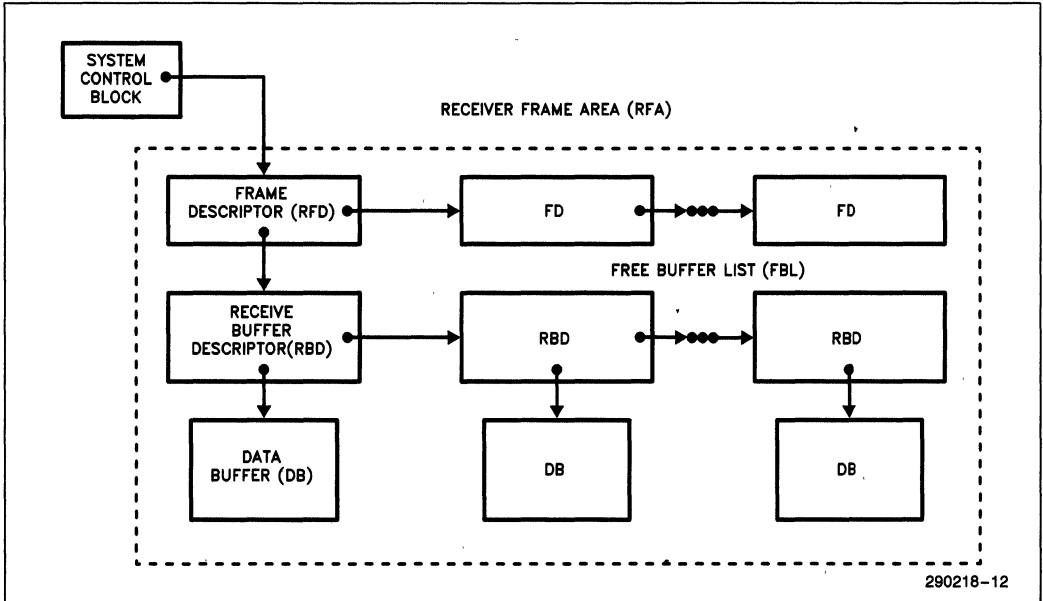 SYSTEM
CONTROL
BLOCK
RECEIVER FRAME AREA (RFA)
FRAME
DESCRIPTOR (RFD)
FD
FD
FREE BUFFER LIST (FBL)
RECEIVE
BUFFER
DESCRIPTOR(RBD)
RBD
RBD
DATA
BUFFER (DB)
DB
DB
290218-12